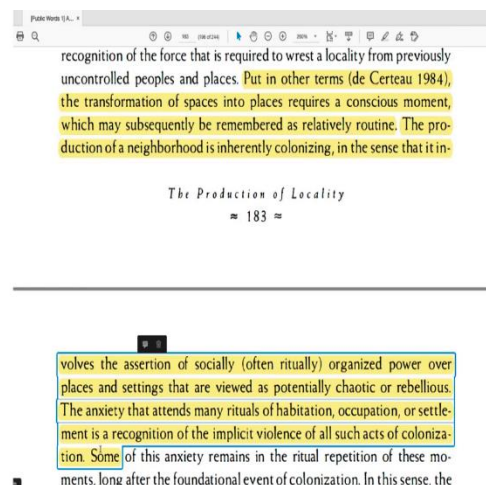 [Public Worlds 1] A... ×
recognition of the force that is required to wrest a locality from previously
uncontrolled peoples and places. Put in other terms (de Certeau 1984),
the transformation of spaces into places requires a conscious moment,
which may subsequently be remembered as relatively routine. The pro-
duction of a neighborhood is inherently colonizing, in the sense that it in-
The Production of Locality
≈ 183 ≈
volves the assertion of socially (often ritually) organized power over
places and settings that are viewed as potentially chaotic or rebellious.
The anxiety that attends many rituals of habitation, occupation, or settle-
ment is a recognition of the implicit violence of all such acts of coloniza-
tion. Some of this anxiety remains in the ritual repetition of these mo-
ments, long after the foundational event of colonization. In this sense, the